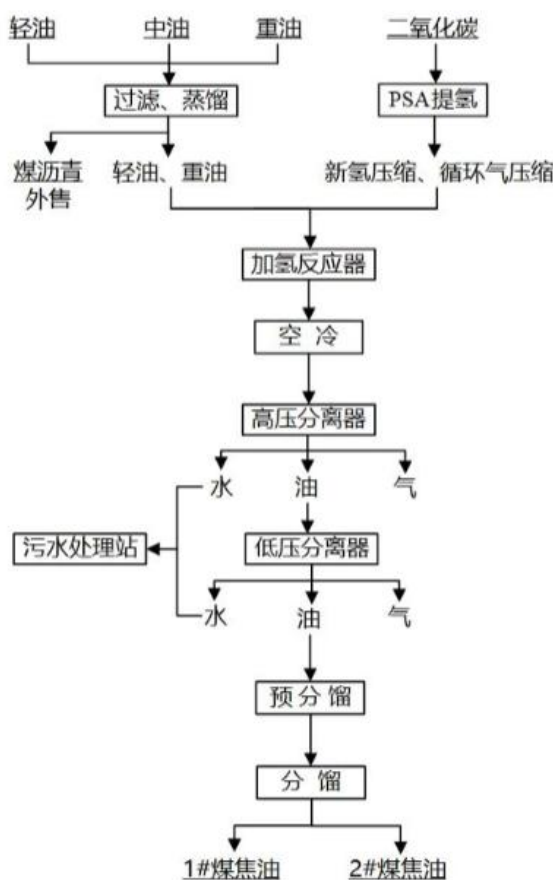 轻油 中油 重油 二氧化碳
过滤、蒸馏 PSA提氢
煤沥青外售 轻油、重油 新氢压缩、循环气压缩
加氢反应器
空 冷
高压分离器
水 油 气
污水处理站 低压分离器
水 油 气
预 分 馏
分 馏
1#煤焦油 2#煤焦油